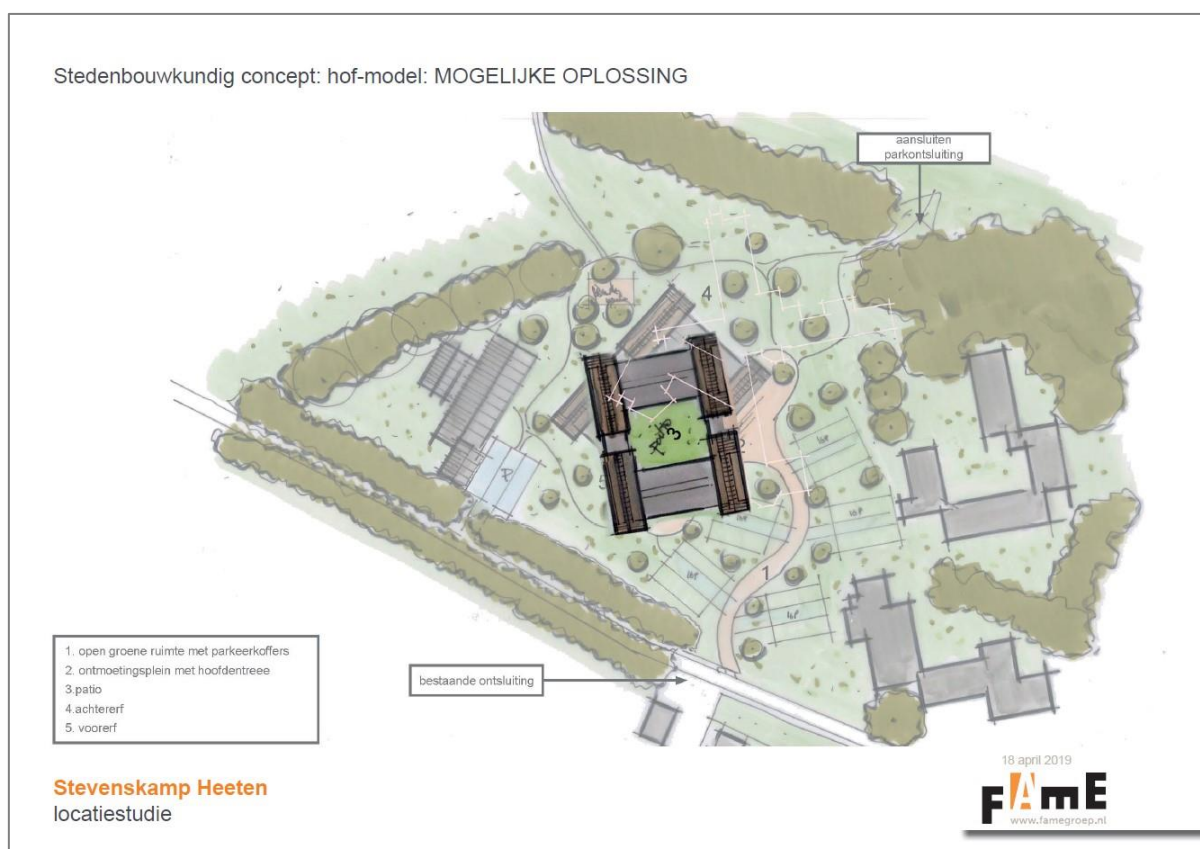 Stedenbouwkundig concept: hof-model: MOGELIJKE OPLOSSING
aansluiten
parkontsluiting
4
3
2
5
P
1
bestaande ontsluiting
1. open groene ruimte met parkeerkoffers
2. ontmoetingsplein met hoofdentreee
3.patio
4.achtererf
5. voorerf
Stevenskamp Heeten
locatiestudie
18 april 2019
FAmE
www.famegroep.nl